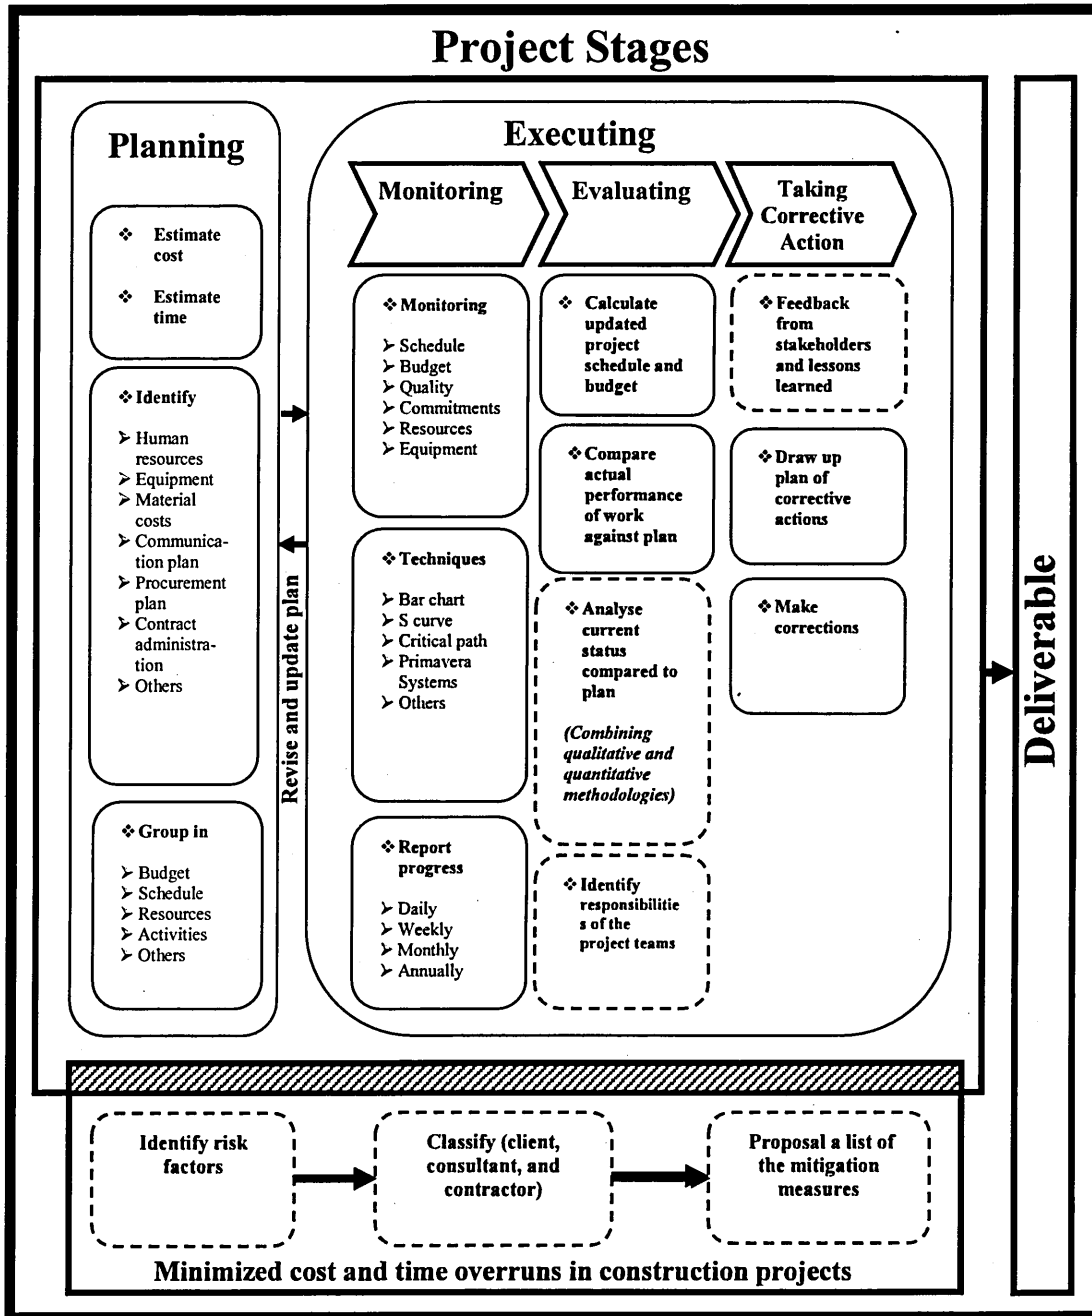 Project Stages
Planning
❖ Estimate
cost
❖ Estimate
time
❖ Identify
➢ Human
resources
➢ Equipment
➢ Material
costs
➢ Communica-
tion plan
➢ Procurement
plan
➢ Contract
administra-
tion
➢ Others
❖ Group in
➢ Budget
➢ Schedule
➢ Resources
➢ Activities
➢ Others
Revise and update plan
Executing
Monitoring
❖ Monitoring
➢ Schedule
➢ Budget
➢ Quality
➢ Commitments
➢ Resources
➢ Equipment
❖ Techniques
➢ Bar chart
➢ S curve
➢ Critical path
➢ Primavera
Systems
➢ Others
❖ Report
progress
➢ Daily
➢ Weekly
➢ Monthly
➢ Annually
Evaluating
❖ Calculate
updated
project
schedule and
budget
❖ Compare
actual
performance
of work
against plan
❖ Analyse
current
status
compared to
plan
(Combining
qualitative and
quantitative
methodologies)
❖ Identify
responsibilitie
s of the
project teams
Taking
Corrective
Action
❖ Feedback
from
stakeholders
and lessons
learned
❖ Draw up
plan of
corrective
actions
❖ Make
corrections
Deliverable
Identify risk
factors
Classify (client,
consultant, and
contractor)
Proposal a list of
the mitigation
measures
Minimized cost and time overruns in construction projects